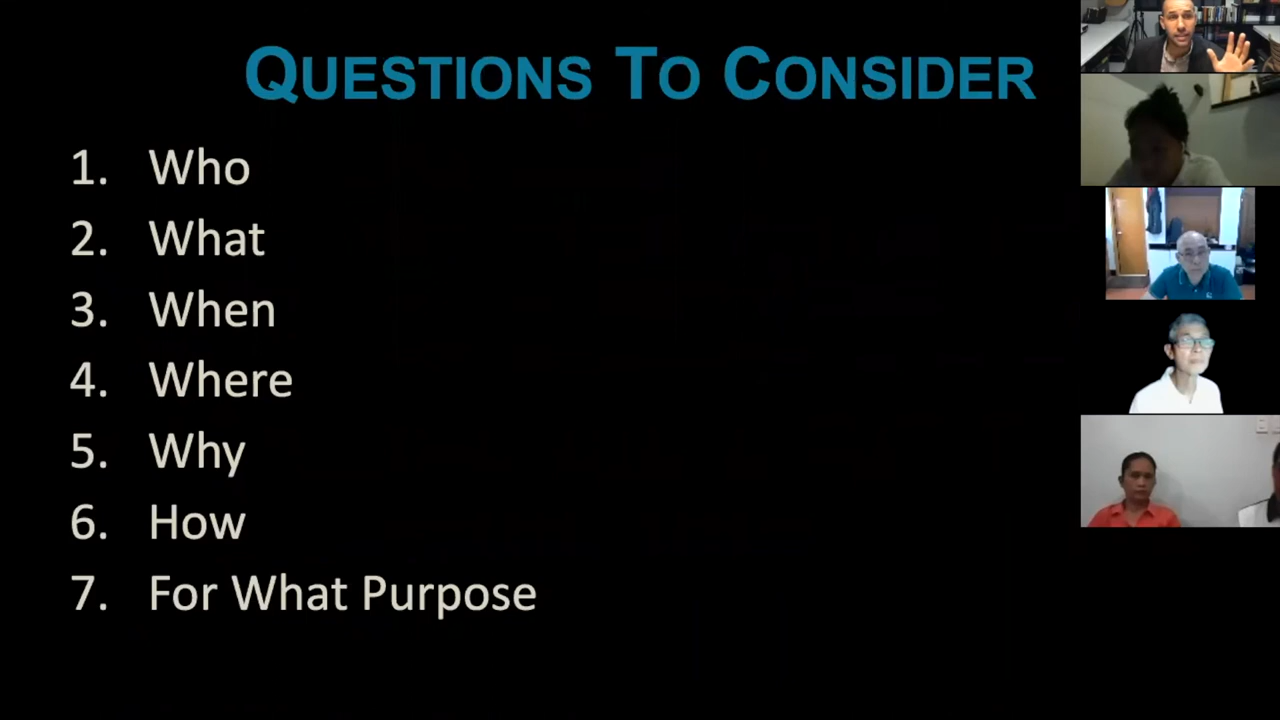 QUESTIONS TO CONSIDER
1. Who
2. What
3. When
4. Where
5. Why
6. How
7. For What Purpose